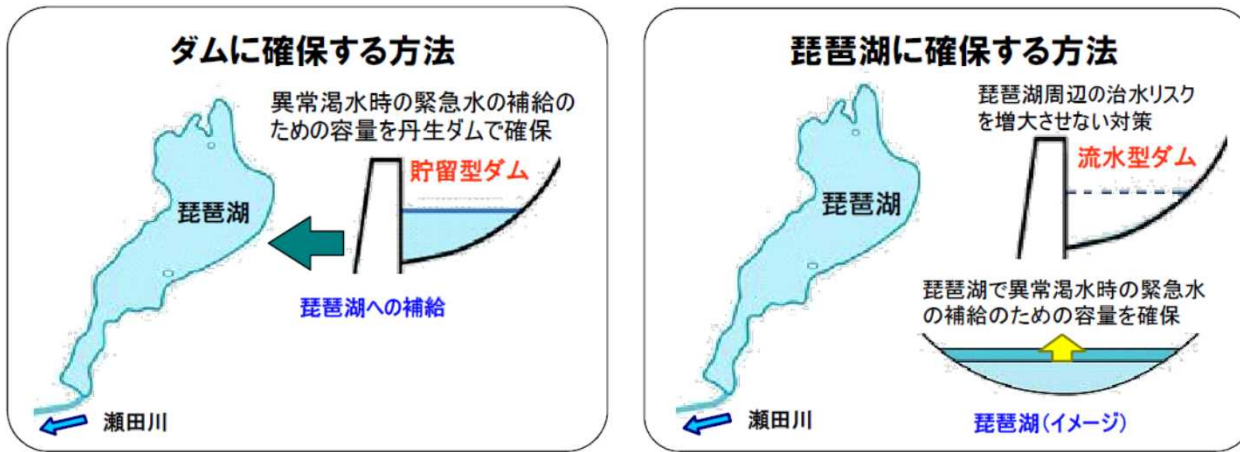 ダムに確保する方法
異常渇水時の緊急水の補給の
ための容量を丹生ダムで確保
貯留型ダム
琵琶湖
琵琶湖への補給
瀬田川
琵琶湖に確保する方法
琵琶湖周辺の治水リスク
を増大させない対策
流水型ダム
琵琶湖
琵琶湖で異常渇水時の緊急水
の補給のための容量を確保
瀬田川
琵琶湖(イメージ)